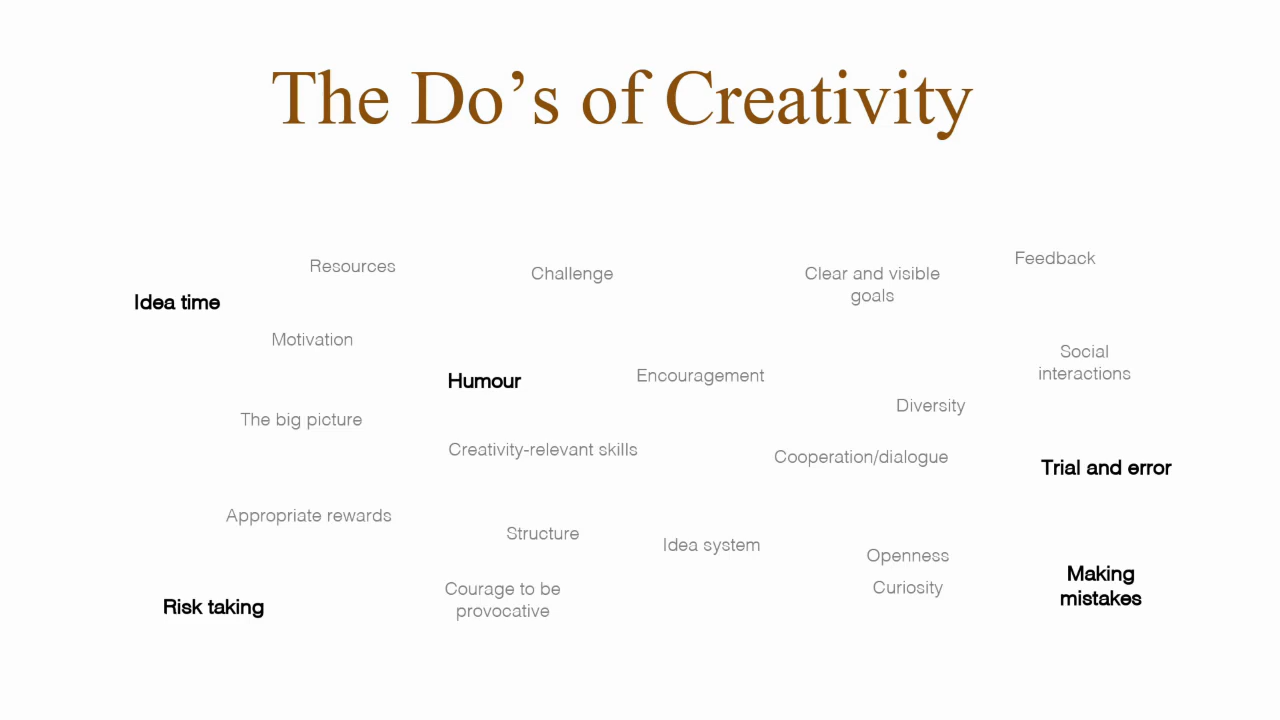 The Do’s of Creativity
Feedback
Resources
Challenge
Clear and visible
goals
Idea time
Motivation
Social
interactions
Humour
Encouragement
Diversity
The big picture
Creativity-relevant skills
Cooperation/dialogue
Trial and error
Appropriate rewards
Structure
Idea system
Openness
Making
mistakes
Curiosity
Courage to be
provocative
Risk taking